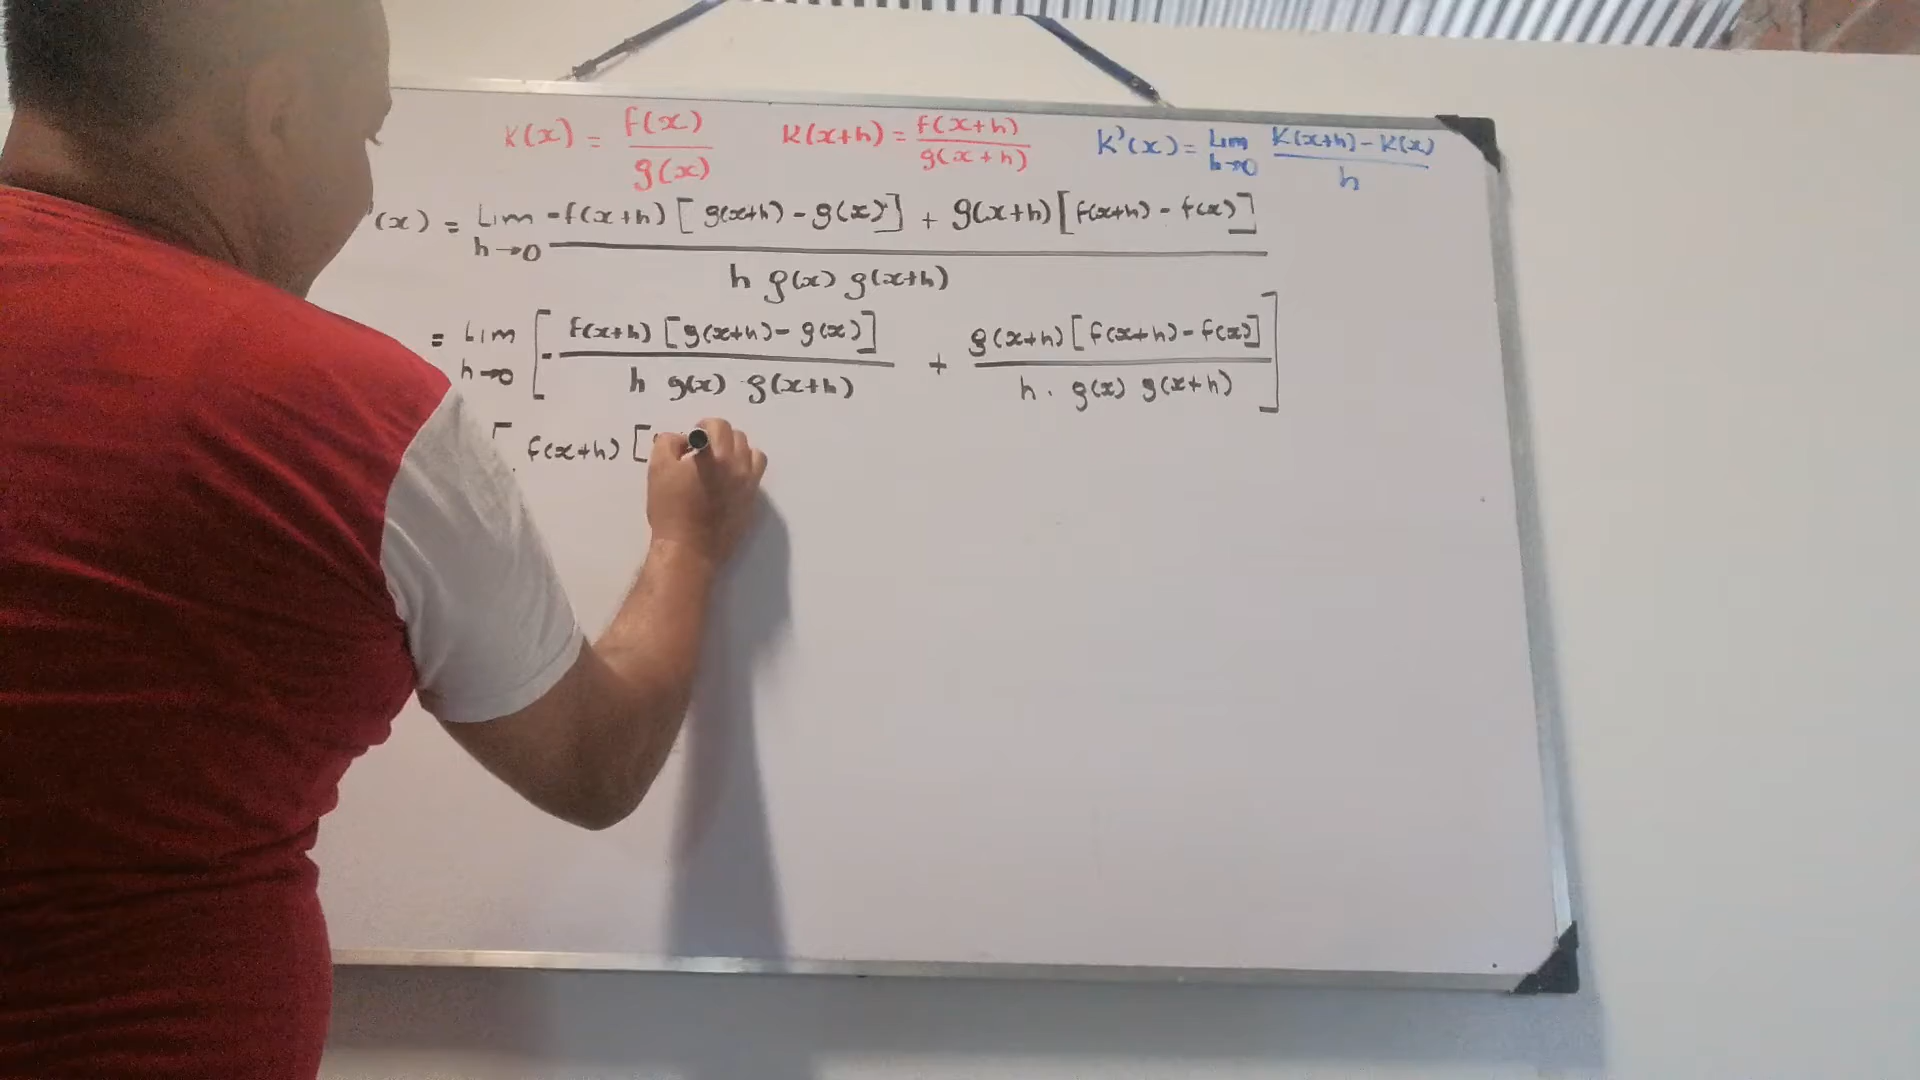 K(x) = f(x) / g(x)   K(x+h) = f(x+h) / g(x+h)   K'(x) = Lim h→0 K(x+h) - K(x) / h
'(x) = Lim h→0 -f(x+h) [g(x+h) - g(x)] + g(x+h) [f(x+h) - f(x)] / h g(x) g(x+h)
= Lim h→0 [ - f(x+h) [g(x+h) - g(x)] / h g(x) · g(x+h) + g(x+h) [f(x+h) - f(x)] / h · g(x) g(x+h) ]
[ f(x+h) [